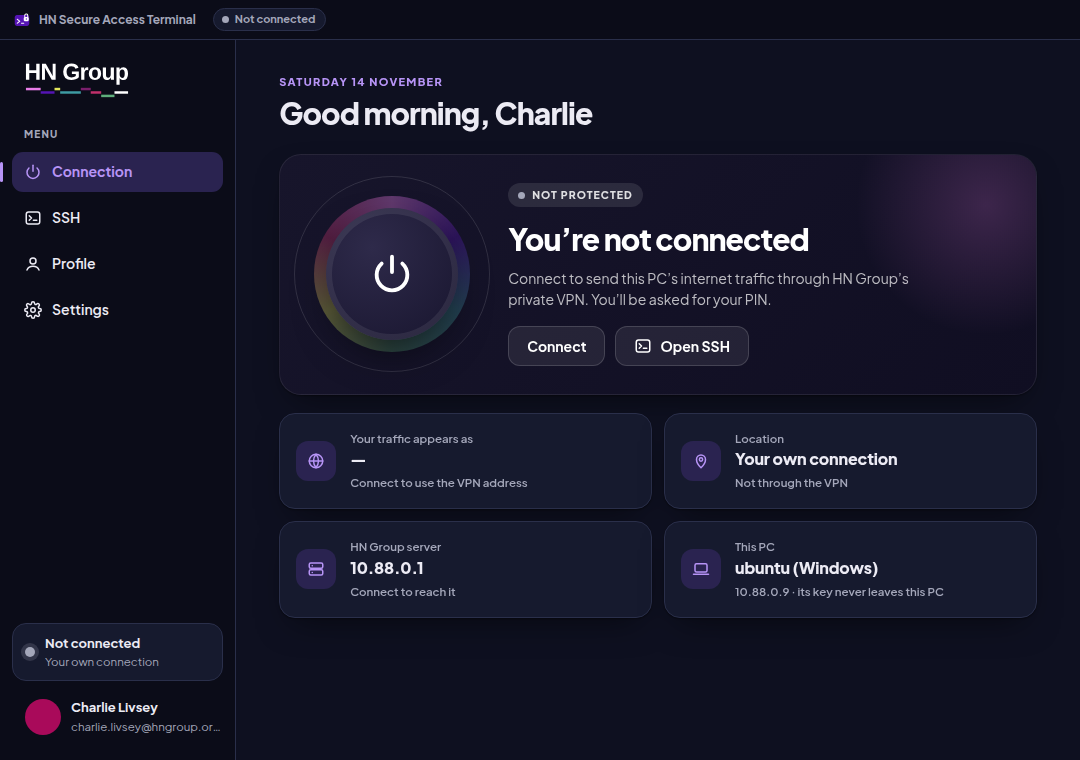 HN Secure Access Terminal
Not connected
HN Group
MENU
Connection
SSH
Profile
Settings
Not connected
Your own connection
Charlie Livsey
charlie.livsey@hngroup.or…
SATURDAY 14 NOVEMBER
Good morning, Charlie
NOT PROTECTED
You’re not connected
Connect to send this PC’s internet traffic through HN Group’s
private VPN. You’ll be asked for your PIN.
Connect
Open SSH
Your traffic appears as
—
Connect to use the VPN address
Location
Your own connection
Not through the VPN
HN Group server
10.88.0.1
Connect to reach it
This PC
ubuntu (Windows)
10.88.0.9 · its key never leaves this PC